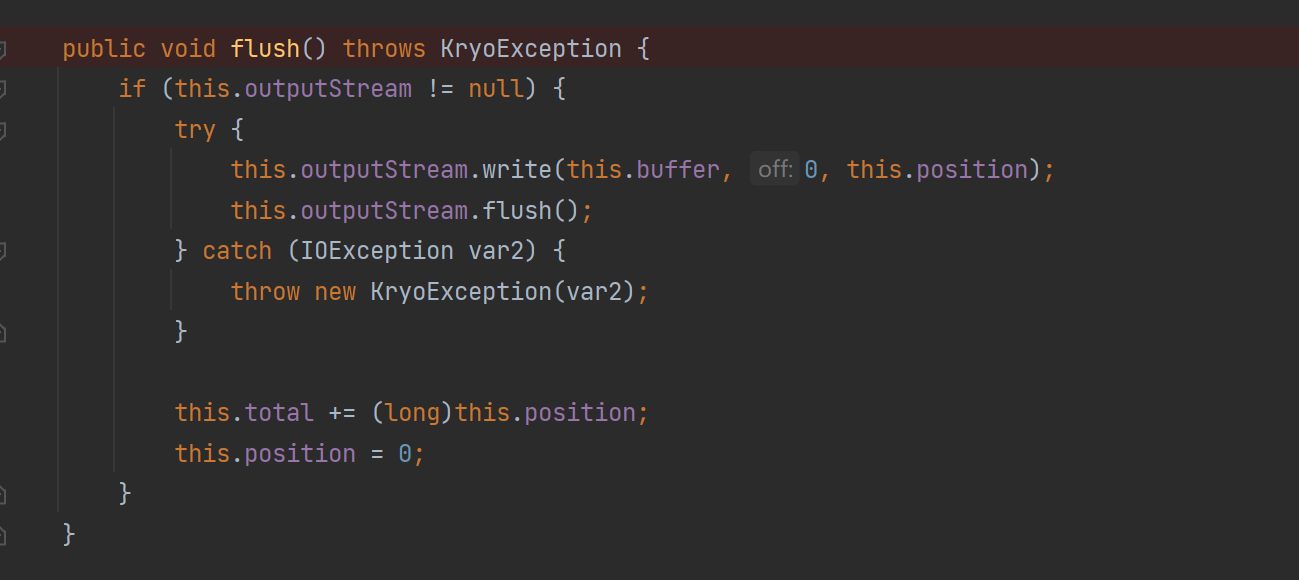 public void flush() throws KryoException {
if (this.outputStream != null) {
try {
this.outputStream.write(this.buffer, off: 0, this.position);
this.outputStream.flush();
} catch (IOException var2) {
throw new KryoException(var2);
}
this.total += (long)this.position;
this.position = 0;
}
}